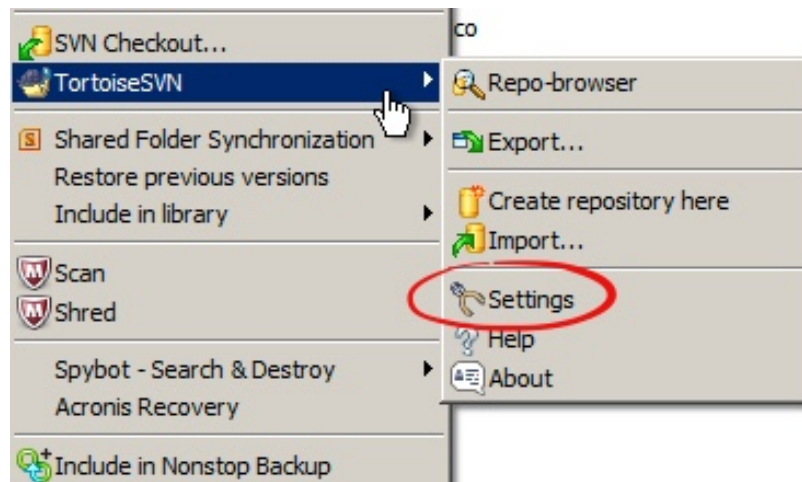 co
SVN Checkout...
TortoiseSVN
Shared Folder Synchronization
Restore previous versions
Include in library
Scan
Shred
Spybot - Search & Destroy
Acronis Recovery
Include in Nonstop Backup
Repo-browser
Export...
Create repository here
Import...
Settings
Help
About